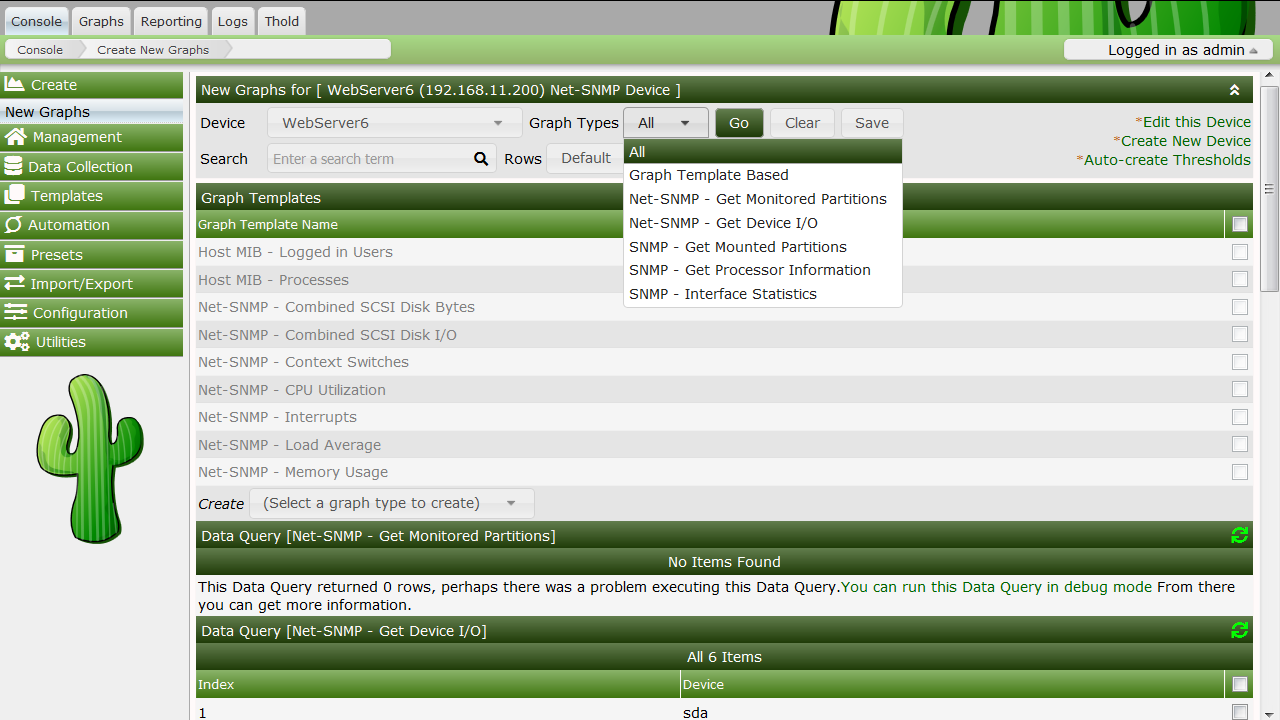 Console Graphs Reporting Logs Thold
Console Create New Graphs Logged in as admin
Create
New Graphs
Management
Data Collection
Templates
Automation
Presets
Import/Export
Configuration
Utilities
New Graphs for [ WebServer6 (192.168.11.200) Net-SNMP Device ]
Device WebServer6 Graph Types All Go Clear Save
*Edit this Device
*Create New Device
*Auto-create Thresholds
Search Enter a search term Rows Default
All
Graph Template Based
Net-SNMP - Get Monitored Partitions
Net-SNMP - Get Device I/O
SNMP - Get Mounted Partitions
SNMP - Get Processor Information
SNMP - Interface Statistics
Graph Templates
Graph Template Name
Host MIB - Logged in Users
Host MIB - Processes
Net-SNMP - Combined SCSI Disk Bytes
Net-SNMP - Combined SCSI Disk I/O
Net-SNMP - Context Switches
Net-SNMP - CPU Utilization
Net-SNMP - Interrupts
Net-SNMP - Load Average
Net-SNMP - Memory Usage
Create (Select a graph type to create)
Data Query [Net-SNMP - Get Monitored Partitions]
No Items Found
This Data Query returned 0 rows, perhaps there was a problem executing this Data Query.You can run this Data Query in debug mode From there
you can get more information.
Data Query [Net-SNMP - Get Device I/O]
All 6 Items
Index Device
1 sda